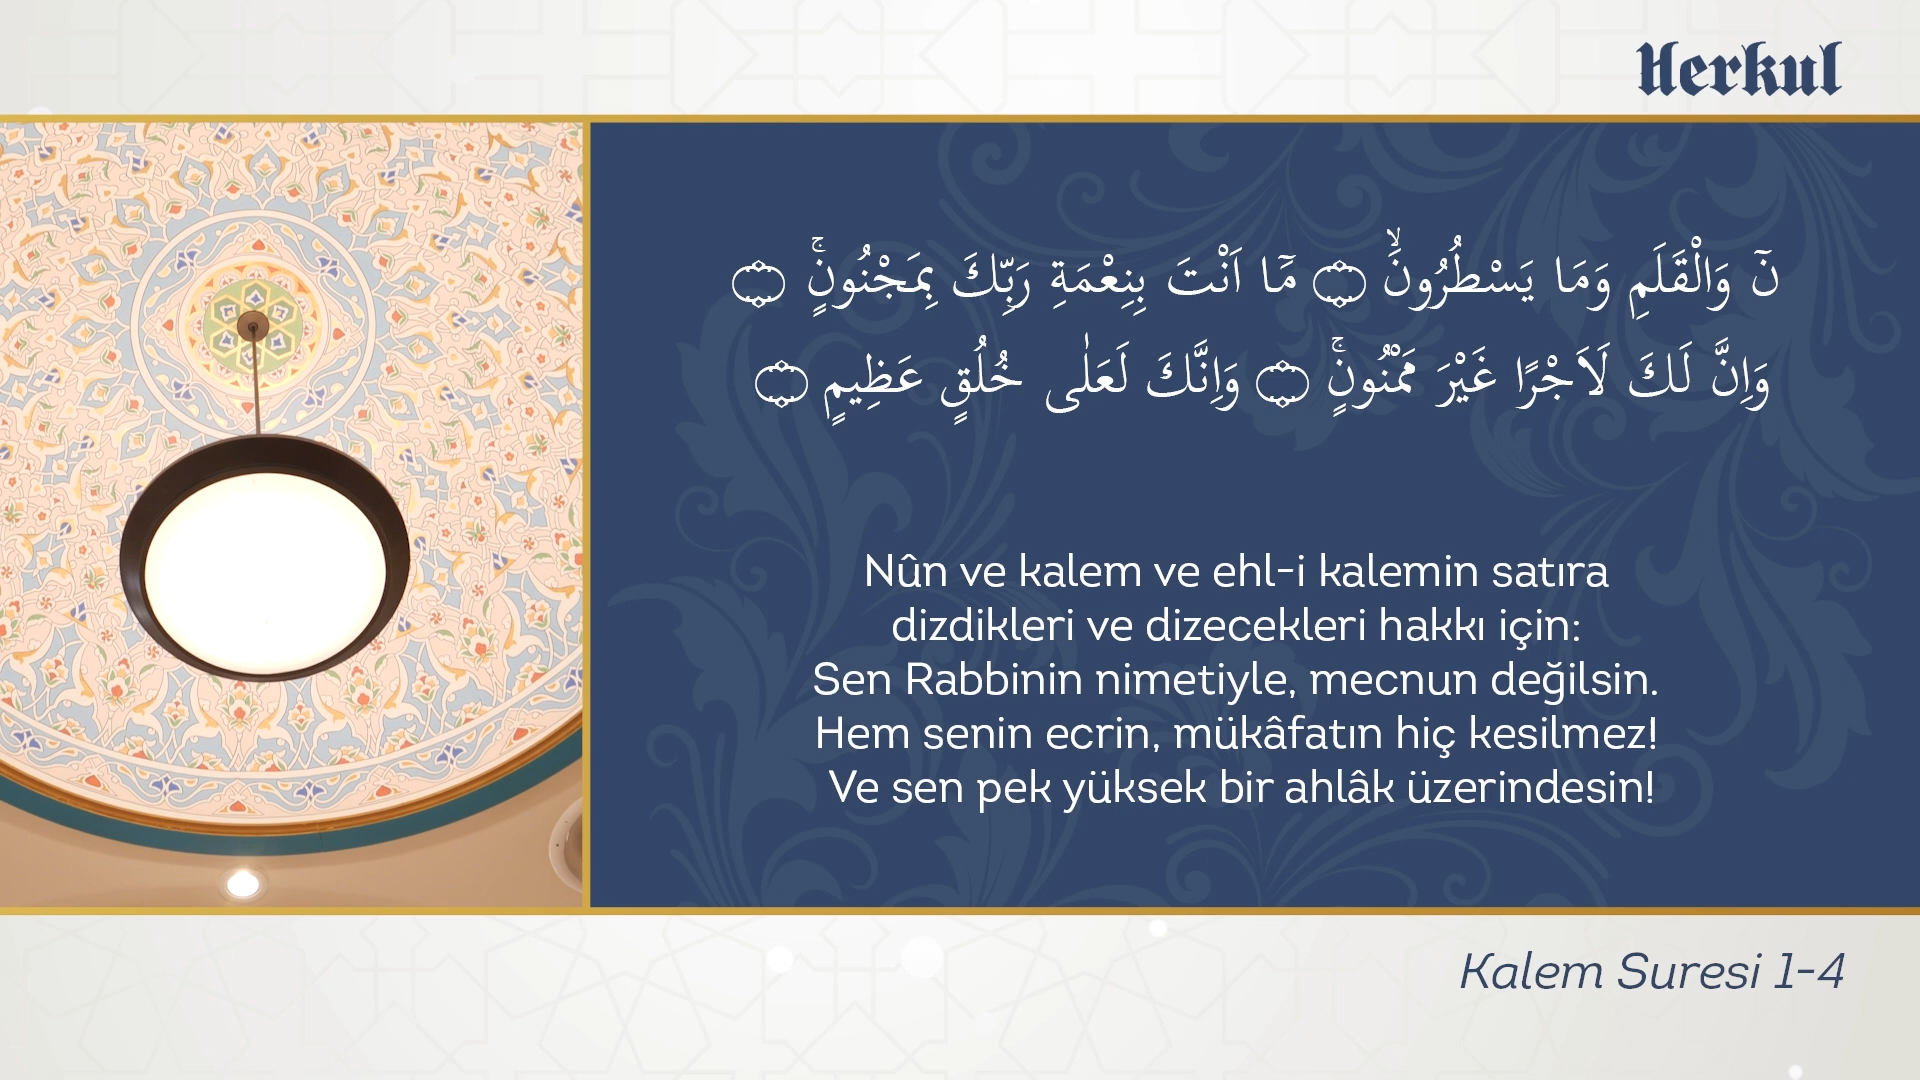 Herkul
نٓ وَالْقَلَمِ وَمَا يَسْطُرُونَۙ ۝ مَٓا اَنْتَ بِنِعْمَةِ رَبِّكَ بِمَجْنُونٍۚ ۝
وَاِنَّ لَكَ لَاَجْرًا غَيْرَ مَمْنُونٍۚ ۝ وَاِنَّكَ لَعَلٰى خُلُقٍ عَظِيمٍ ۝
Nûn ve kalem ve ehl-i kalemin satıra
dizdikleri ve dizecekleri hakkı için:
Sen Rabbinin nimetiyle, mecnun değilsin.
Hem senin ecrin, mükâfatın hiç kesilmez!
Ve sen pek yüksek bir ahlâk üzerindesin!
Kalem Suresi 1-4